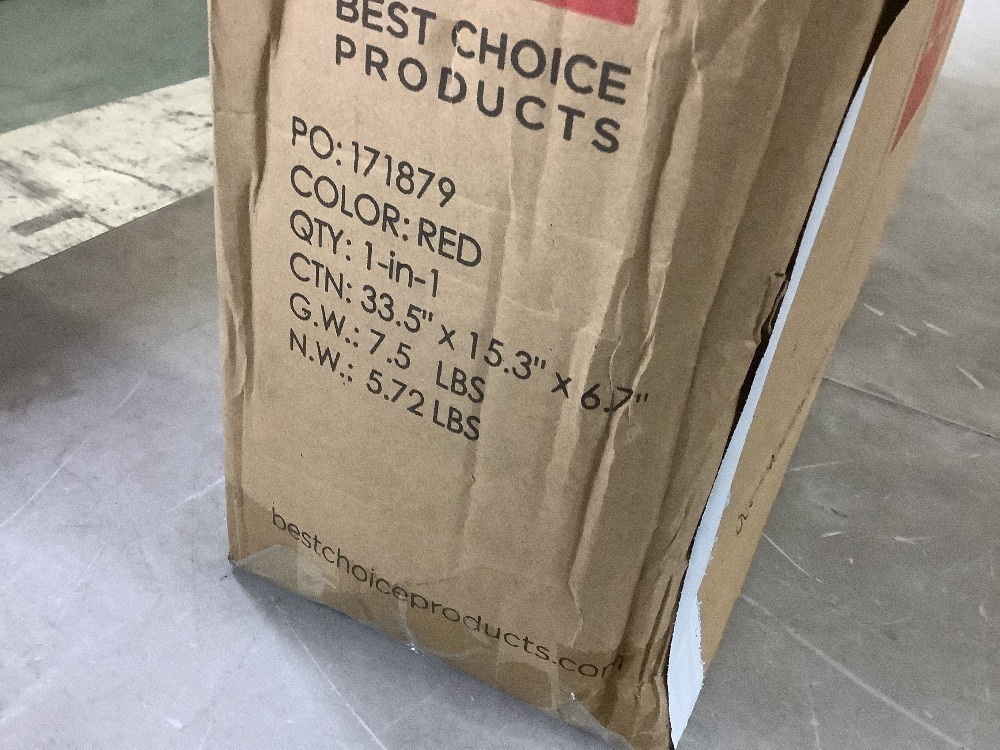 BEST CHOICE
PRODUCTS
PO: 171879
COLOR: RED
QTY: 1-in-1
CTN: 33.5" x 15.3" x 6.7"
G.W.: 7.5 LBS
N.W.: 5.72 LBS
bestchoiceproducts.com